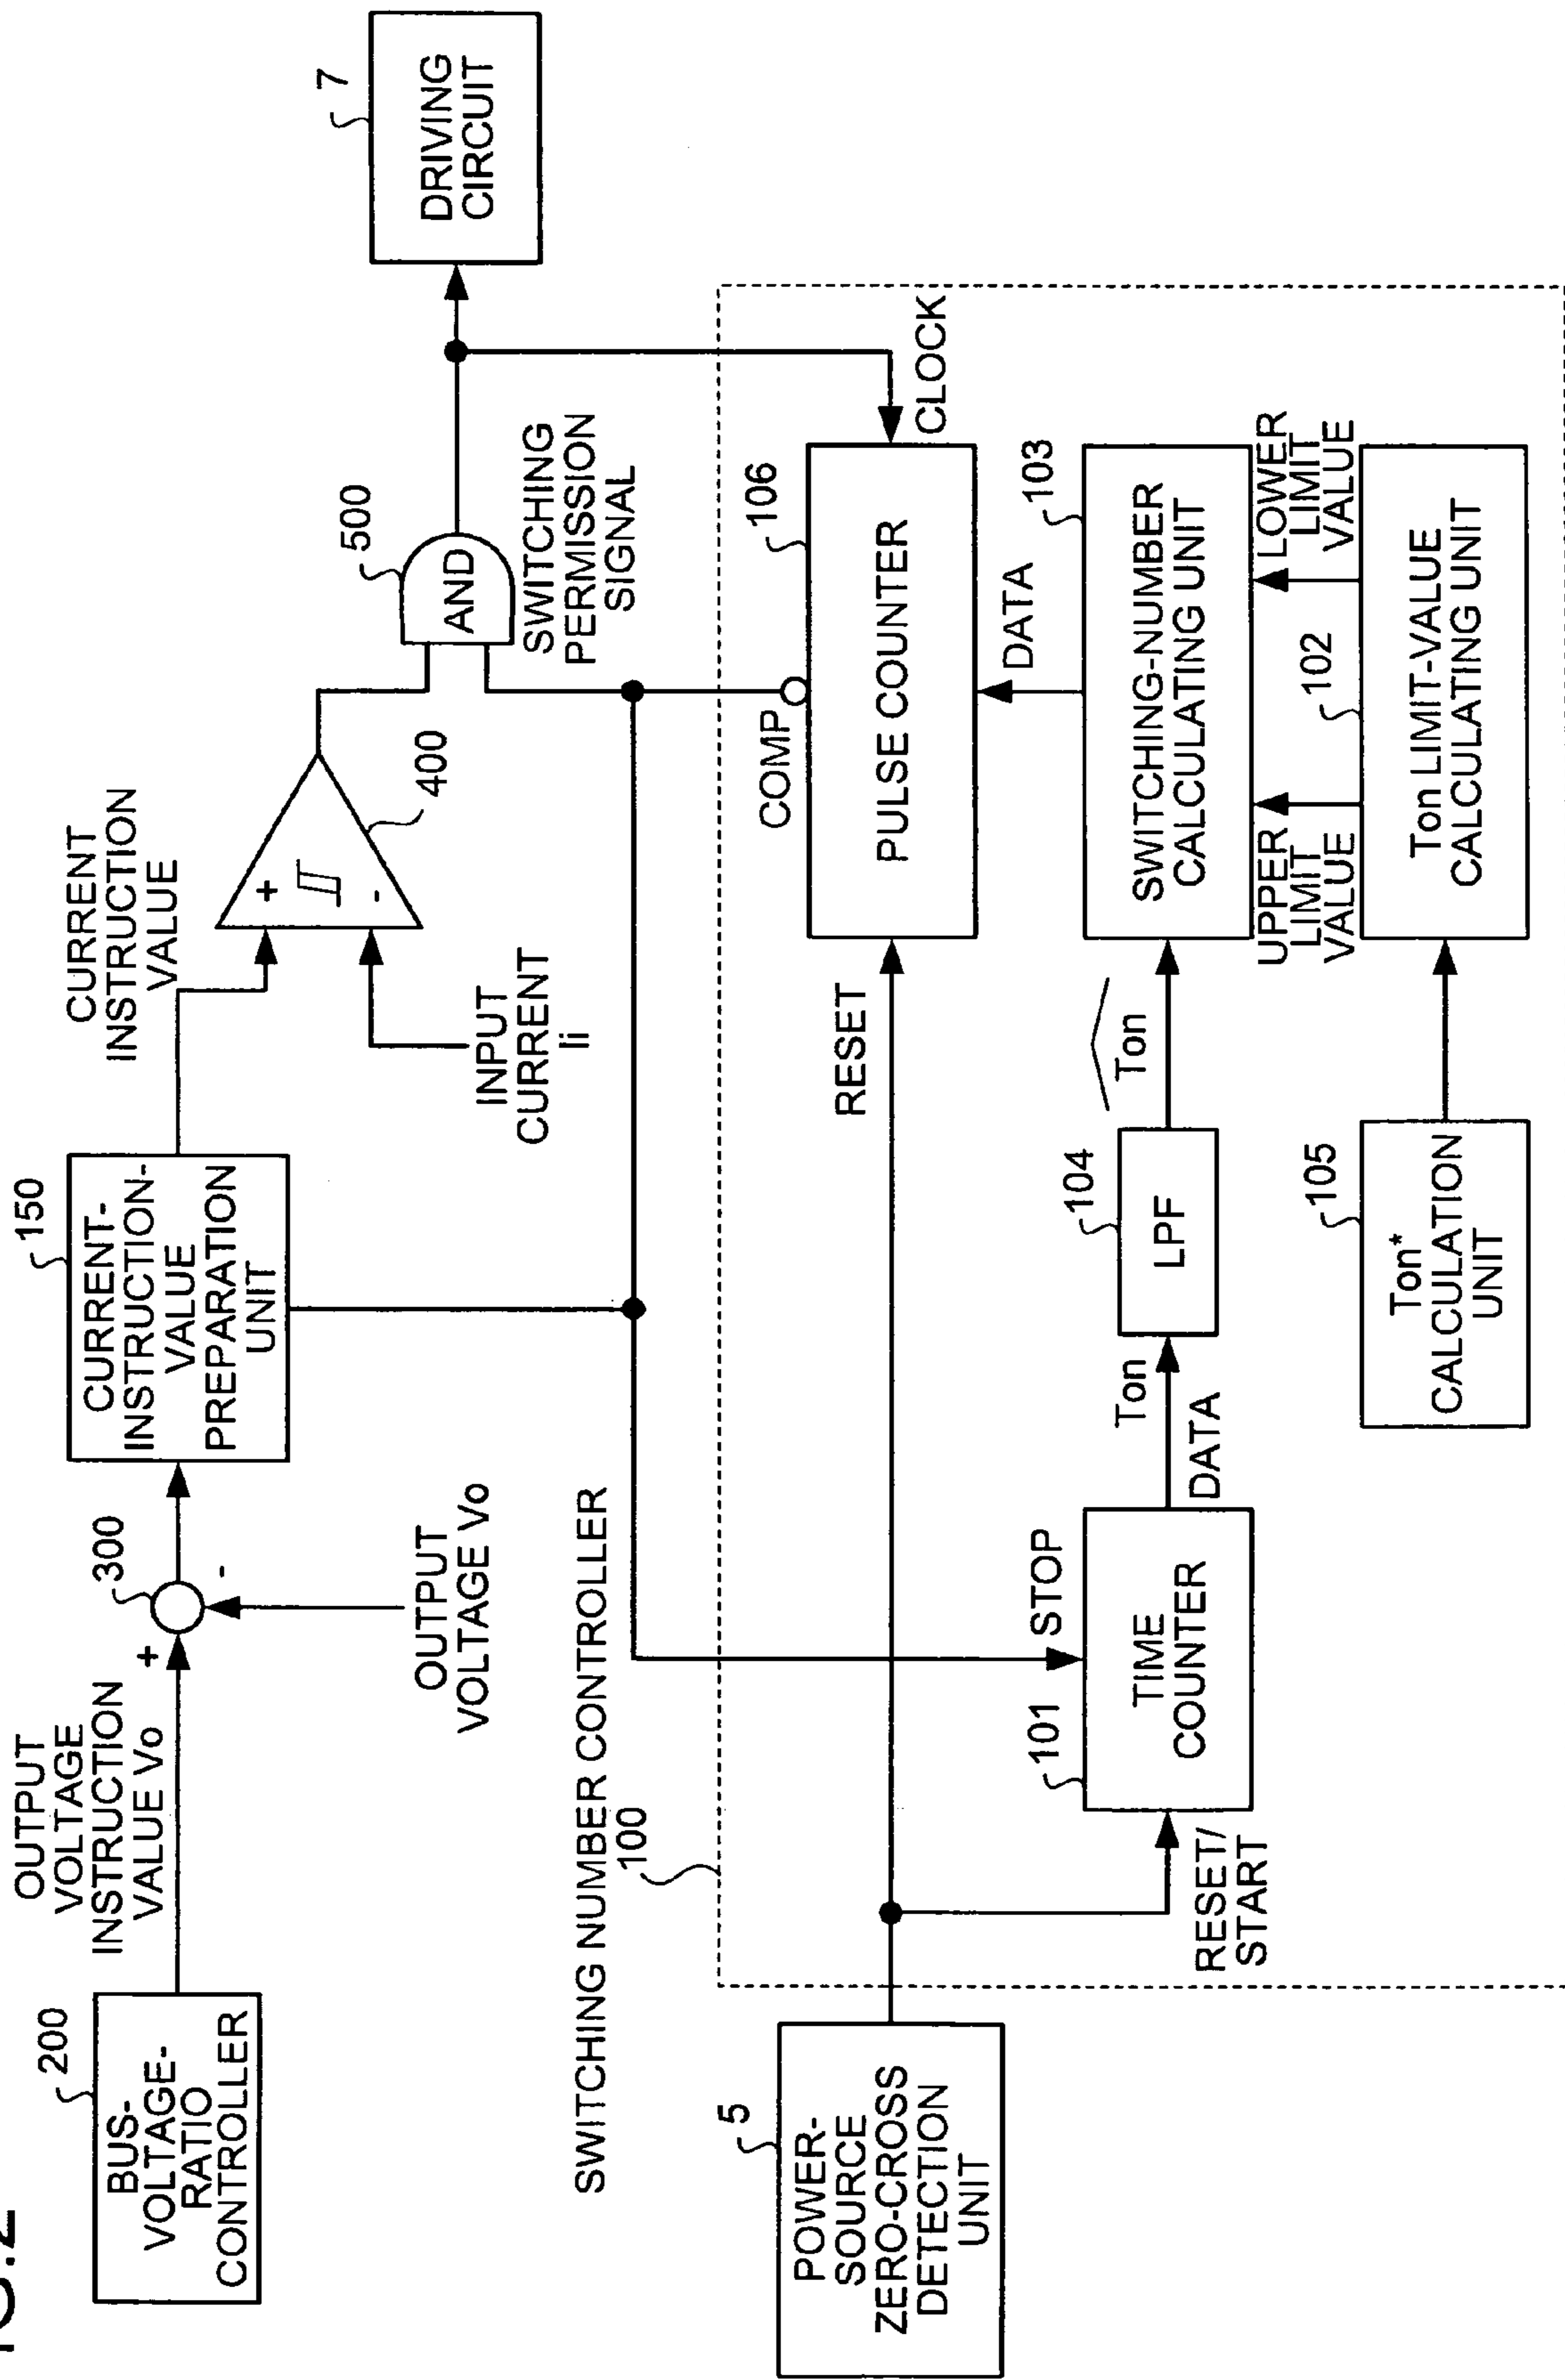 FIG.2
200
BUS-
VOLTAGE-
RATIO
CONTROLLER
OUTPUT
VOLTAGE
INSTRUCTION
VALUE Vo
+
300
-
OUTPUT
VOLTAGE Vo
150
CURRENT-
INSTRUCTION-
VALUE
PREPARATION
UNIT
CURRENT
INSTRUCTION
VALUE
INPUT
CURRENT
Ii
+
-
400
500
AND
SWITCHING
PERMISSION
SIGNAL
7
DRIVING
CIRCUIT
SWITCHING NUMBER CONTROLLER
100
5
POWER-
SOURCE
ZERO-CROSS
DETECTION
UNIT
RESET
COMP
106
PULSE COUNTER
CLOCK
DATA
RESET/
START
101
STOP
TIME
COUNTER
Ton
DATA
104
LPF
Ton
103
SWITCHING-NUMBER
CALCULATING UNIT
UPPER
LIMIT
VALUE
102
LOWER
LIMIT
VALUE
105
Ton*
CALCULATION
UNIT
Ton LIMIT-VALUE
CALCULATING UNIT